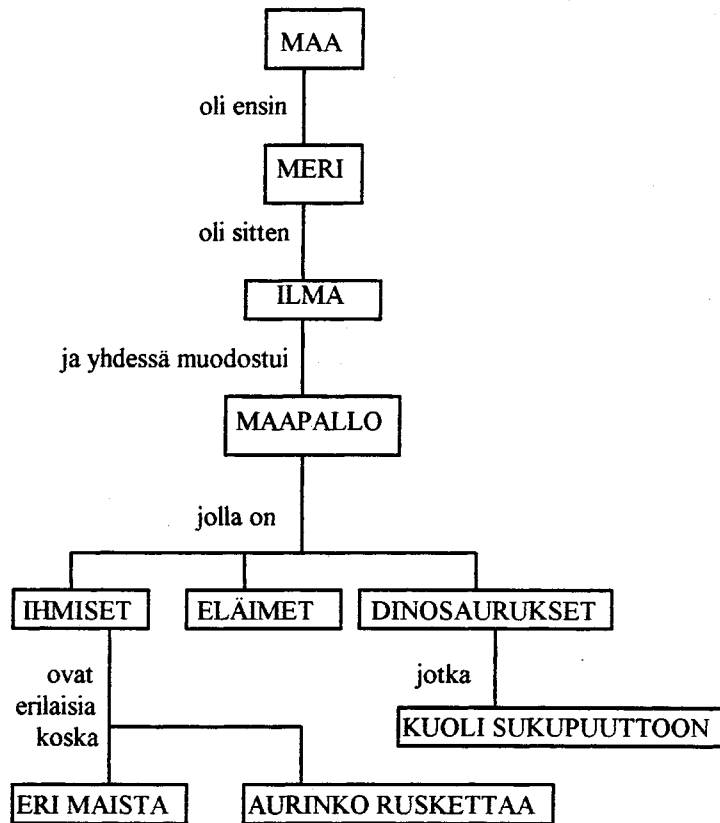 MAA
oli ensin
MERI
oli sitten
ILMA
ja yhdessä muodostui
MAAPALLO
jolla on
IHMISET
ELÄIMET
DINOSAURUKSET
ovat
erilaisia
koska
jotka
KUOLI SUKUPUUTTOON
ERI MAISTA
AURINKO RUSKETTAA